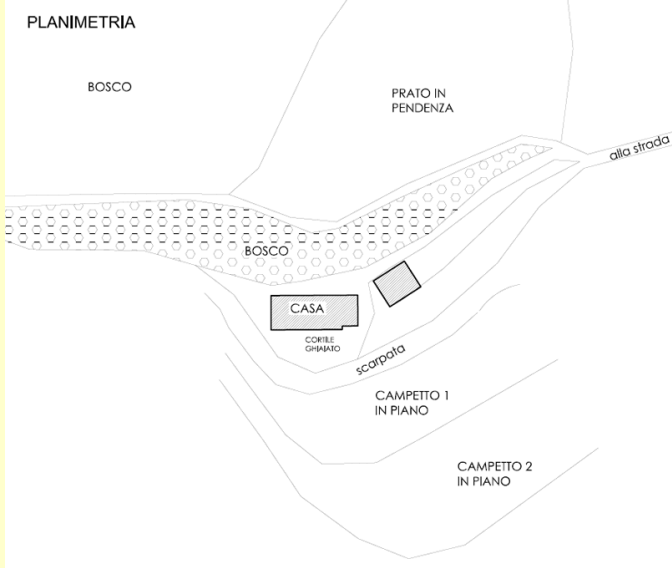 PLANIMETRIA
BOSCO
PRATO IN
PENDENZA
alla strada
BOSCO
CASA
CORTILE
GHIAIATO
scarpata
CAMPETTO 1
IN PIANO
CAMPETTO 2
IN PIANO